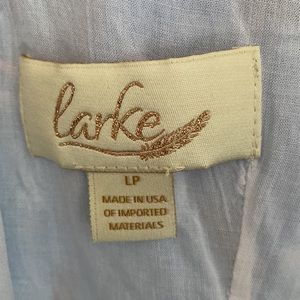 larke
LP
MADE IN USA
OF IMPORTED
MATERIALS